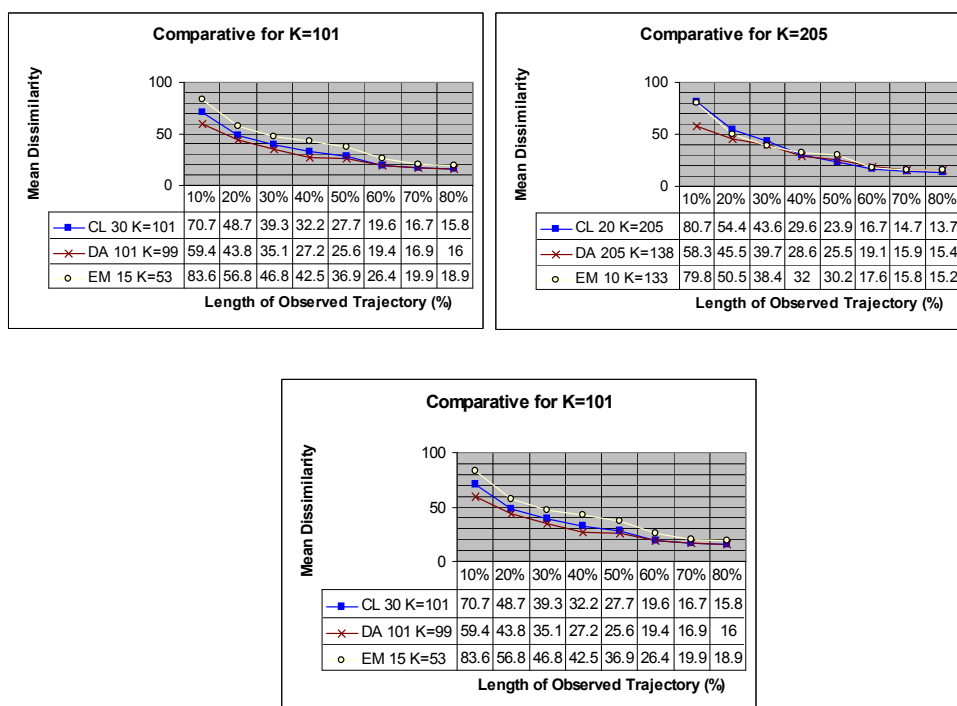 Comparative for K=101
Mean Dissimilarity
100
50
0
10% 20% 30% 40% 50% 60% 70% 80%
CL 30 K=101 70.7 48.7 39.3 32.2 27.7 19.6 16.7 15.8
DA 101 K=99 59.4 43.8 35.1 27.2 25.6 19.4 16.9 16
EM 15 K=53 83.6 56.8 46.8 42.5 36.9 26.4 19.9 18.9
Length of Observed Trajectory (%)
Comparative for K=205
Mean Dissimilarity
100
50
0
10% 20% 30% 40% 50% 60% 70% 80%
CL 20 K=205 80.7 54.4 43.6 29.6 23.9 16.7 14.7 13.7
DA 205 K=138 58.3 45.5 39.7 28.6 25.5 19.1 15.9 15.4
EM 10 K=133 79.8 50.5 38.4 32 30.2 17.6 15.8 15.2
Length of Observed Trajectory (%)
Comparative for K=101
Mean Dissimilarity
100
50
0
10% 20% 30% 40% 50% 60% 70% 80%
CL 30 K=101 70.7 48.7 39.3 32.2 27.7 19.6 16.7 15.8
DA 101 K=99 59.4 43.8 35.1 27.2 25.6 19.4 16.9 16
EM 15 K=53 83.6 56.8 46.8 42.5 36.9 26.4 19.9 18.9
Length of Observed Trajectory (%)